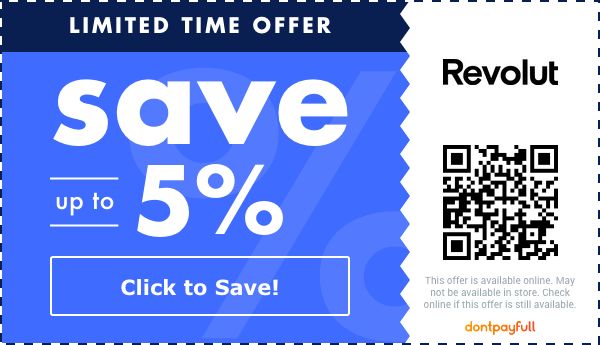 LIMITED TIME OFFER
save
up to 5%
Click to Save!
Revolut
This offer is available online. May
not be available in store. Check
online if this offer is still available.
dontpayfull